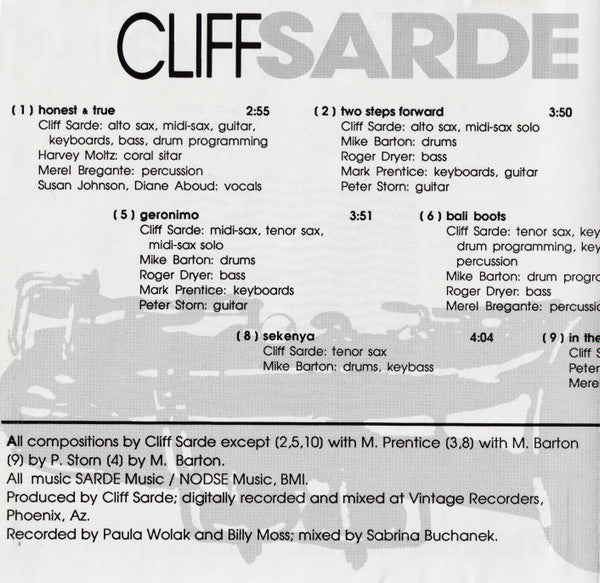 CLIFF SARDE
(1) honest & true 2:55
Cliff Sarde: alto sax, midi-sax, guitar,
keyboards, bass, drum programming
Harvey Moltz: coral sitar
Merel Bregante: percussion
Susan Johnson, Diane Aboud: vocals
(2) two steps forward 3:50
Cliff Sarde: alto sax, midi-sax solo
Mike Barton: drums
Roger Dryer: bass
Mark Prentice: keyboards, guitar
Peter Storn: guitar
(5) geronimo 3:51
Cliff Sarde: midi-sax, tenor sax,
midi-sax solo
Mike Barton: drums
Roger Dryer: bass
Mark Prentice: keyboards
Peter Storn: guitar
(6) bali boots
Cliff Sarde: tenor sax, key
drum programming, key
percussion
Mike Barton: drum progra
Roger Dryer: bass
Merel Bregante: percussio
(8) sekenya 4:04
Cliff Sarde: tenor sax
Mike Barton: drums, keybass
(9) in the
Cliff S
Peter
Mere
All compositions by Cliff Sarde except (2,5,10) with M. Prentice (3,8) with M. Barton
(9) by P. Storn (4) by M. Barton.
All music SARDE Music / NODSE Music, BMI.
Produced by Cliff Sarde; digitally recorded and mixed at Vintage Recorders,
Phoenix, Az.
Recorded by Paula Wolak and Billy Moss; mixed by Sabrina Buchanek.